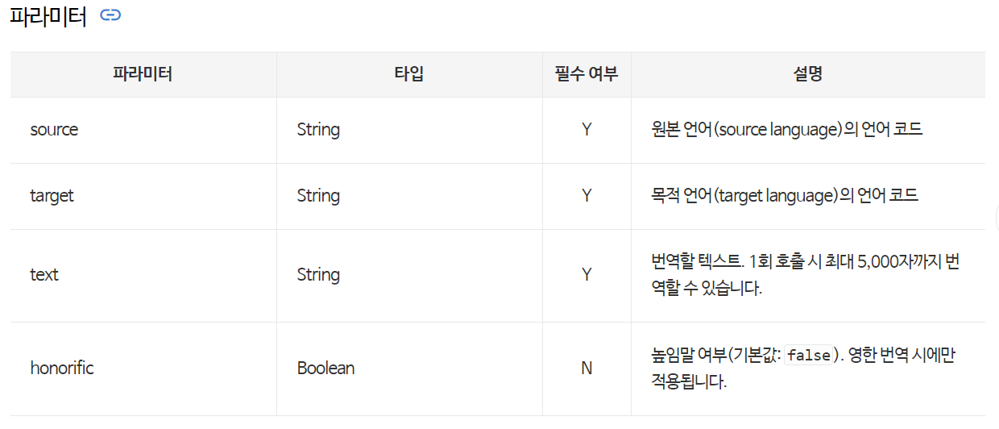 파라미터
파라미터 타입 필수 여부 설명
source String Y 원본 언어(source language)의 언어 코드
target String Y 목적 언어(target language)의 언어 코드
text String Y 번역할 텍스트. 1회 호출 시 최대 5,000자까지 번
역할 수 있습니다.
honorific Boolean N 높임말 여부(기본값: false). 영한 번역 시에만
적용됩니다.